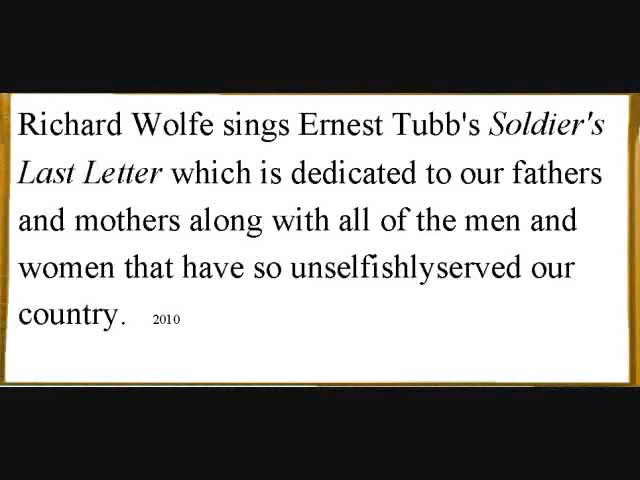 Richard Wolfe sings Ernest Tubb's Soldier's
Last Letter which is dedicated to our fathers
and mothers along with all of the men and
women that have so unselfishlyserved our
country. 2010